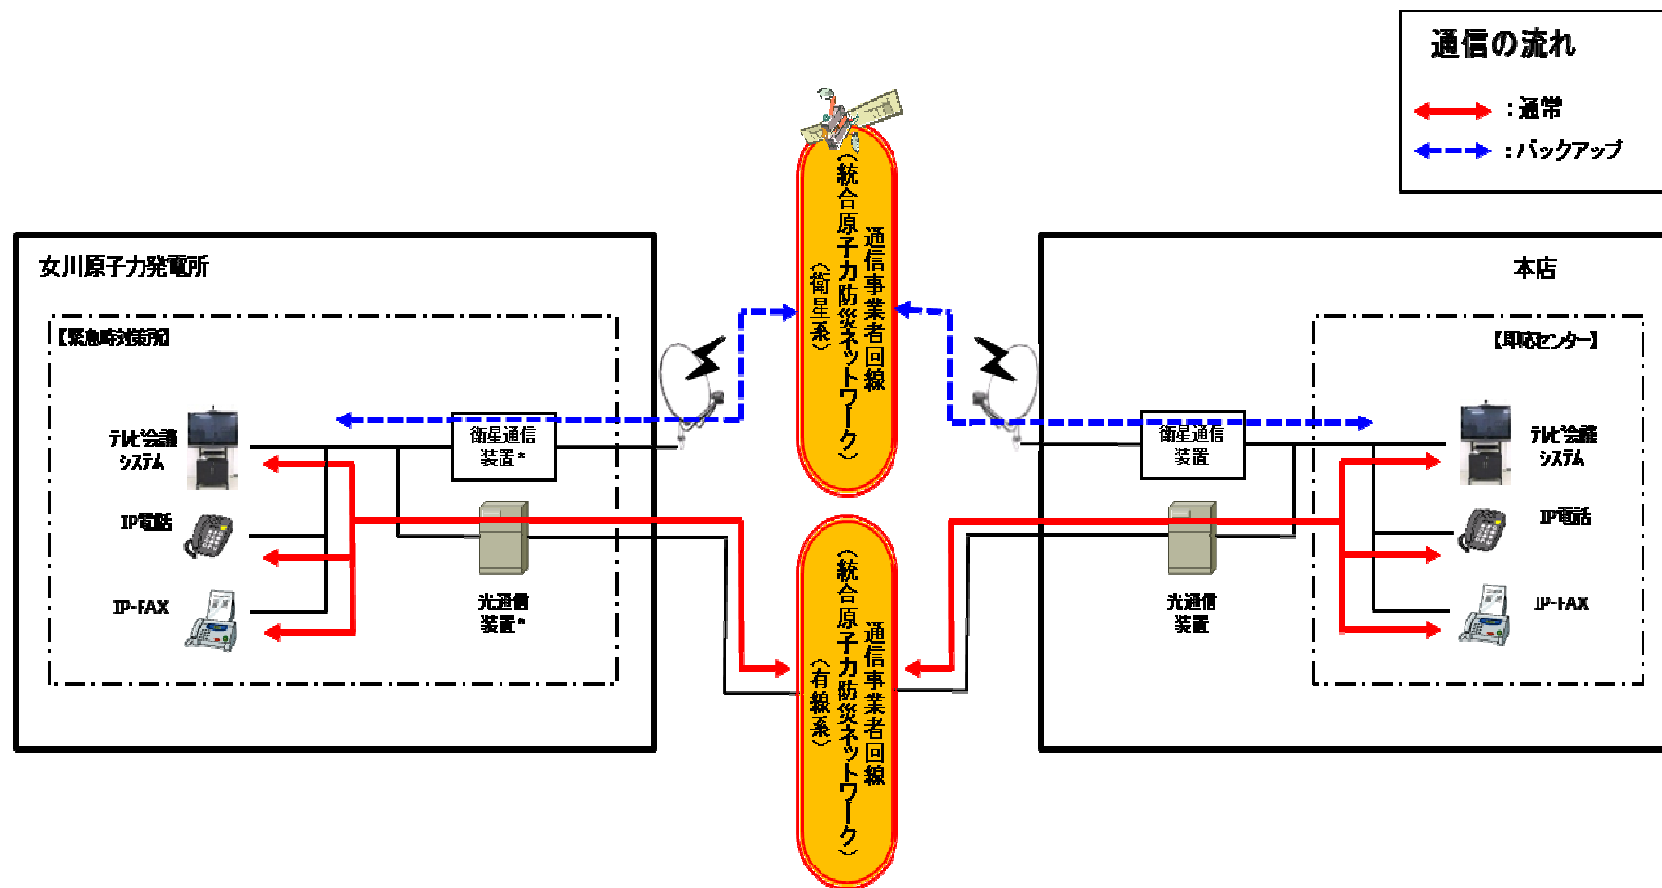 通信の流れ
：通常
：バックアップ
女川原子力発電所
【緊急時対策所】
テレビ会議
システム
IP電話
IP-FAX
衛星通信
装置*
光通信
装置*
通信事業者回線
（統合原子力防災ネットワーク）
（衛星系）
通信事業者回線
（統合原子力防災ネットワーク）
（有線系）
本店
【即応センター】
衛星通信
装置
光通信
装置
テレビ会議
システム
IP電話
IP-FAX